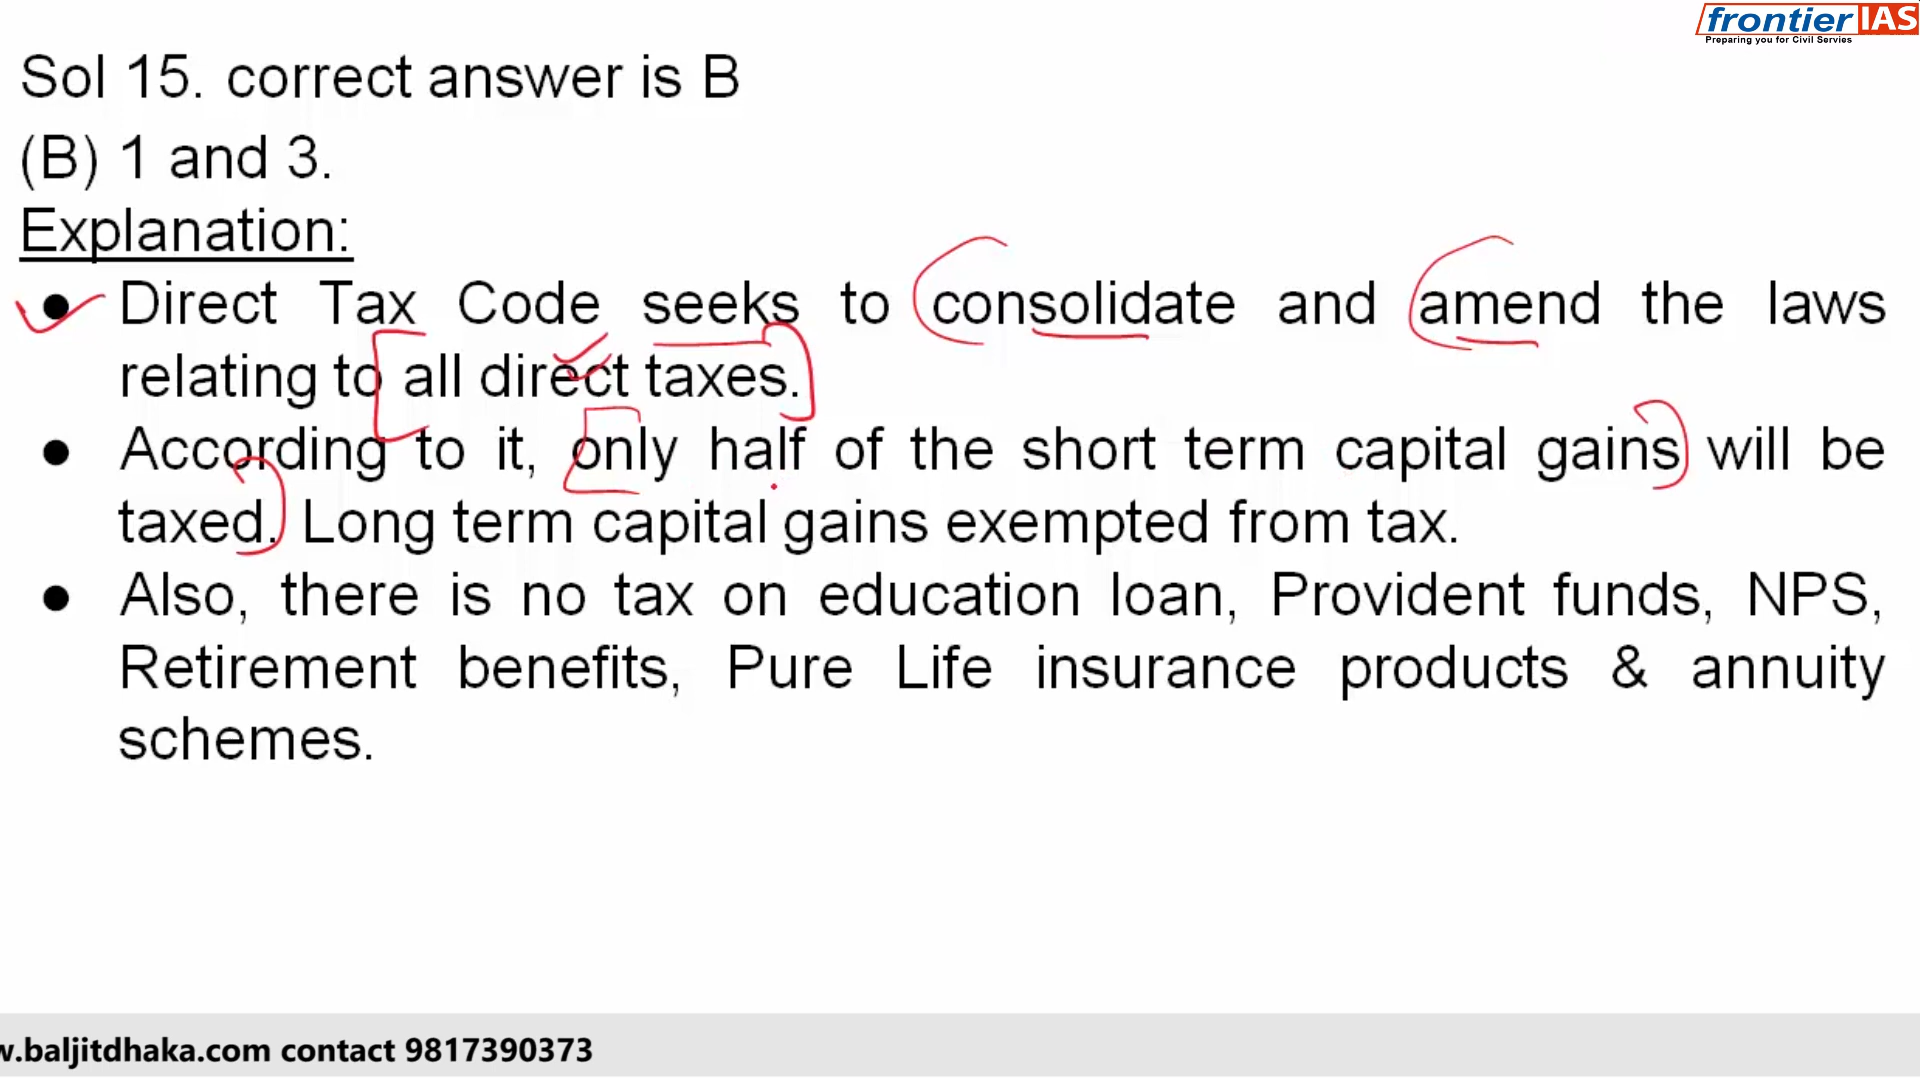 frontier IAS
Preparing you for Civil Servies
Sol 15. correct answer is B
(B) 1 and 3.
Explanation:
● Direct Tax Code seeks to consolidate and amend the laws
relating to all direct taxes.
● According to it, only half of the short term capital gains will be
taxed. Long term capital gains exempted from tax.
● Also, there is no tax on education loan, Provident funds, NPS,
Retirement benefits, Pure Life insurance products & annuity
schemes.
w.baljitdhaka.com contact 9817390373